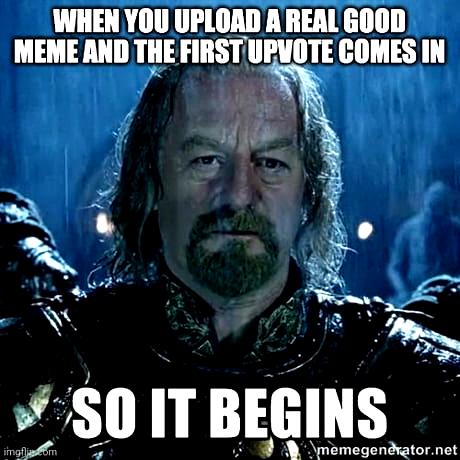 WHEN YOU UPLOAD A REAL GOOD
MEME AND THE FIRST UPVOTE COMES IN
SO IT BEGINS
imgflip.com
memegenerator.net